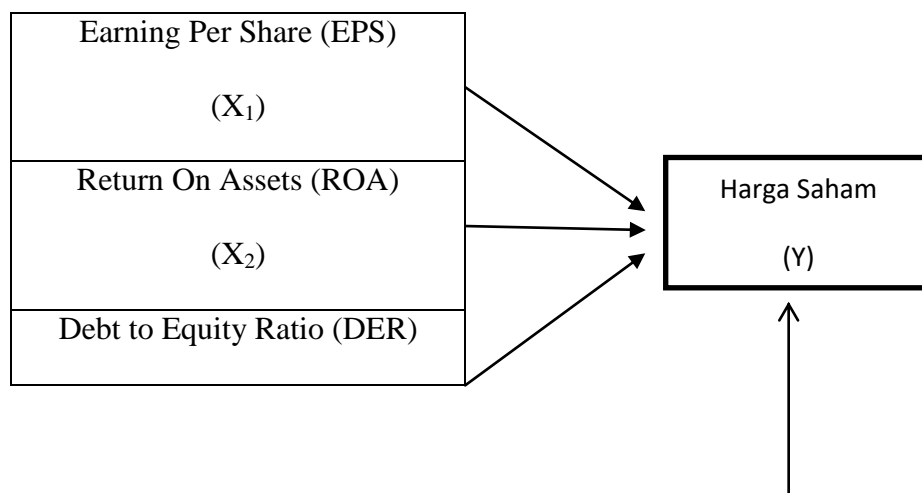 Earning Per Share (EPS)
(X₁)
Return On Assets (ROA)
(X₂)
Debt to Equity Ratio (DER)
Harga Saham
(Y)